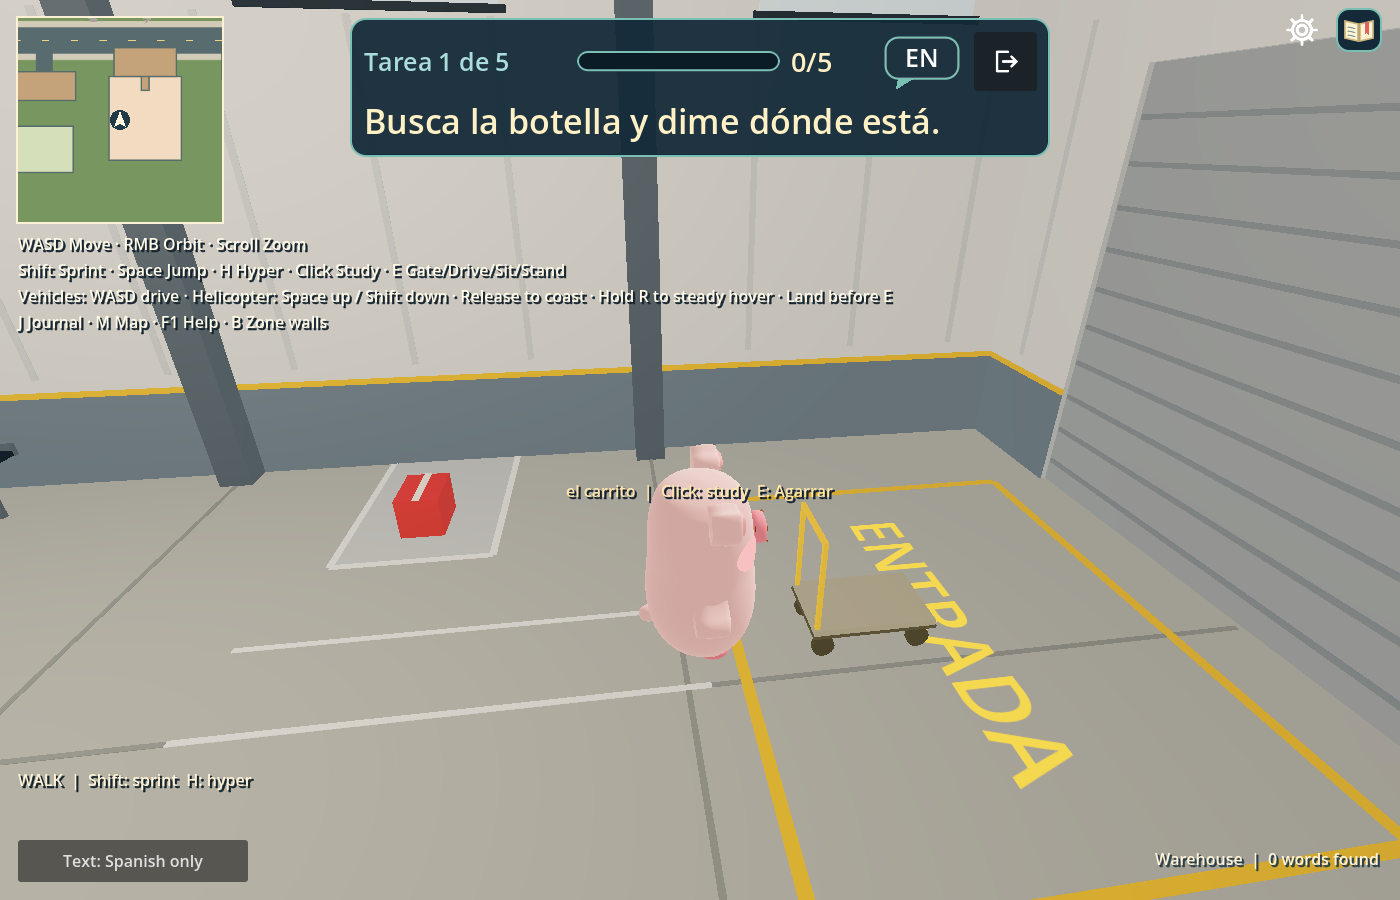 Tarea 1 de 5
0/5
EN
Busca la botella y dime dónde está.
WASD Move · RMB Orbit · Scroll Zoom
Shift Sprint · Space Jump · H Hyper · Click Study · E Gate/Drive/Sit/Stand
Vehicles: WASD drive · Helicopter: Space up / Shift down · Release to coast · Hold R to steady hover · Land before E
J Journal · M Map · F1 Help · B Zone walls
el carrito | Click: study E: Agarrar
ENTRADA
WALK | Shift: sprint H: hyper
Text: Spanish only
Warehouse | 0 words found